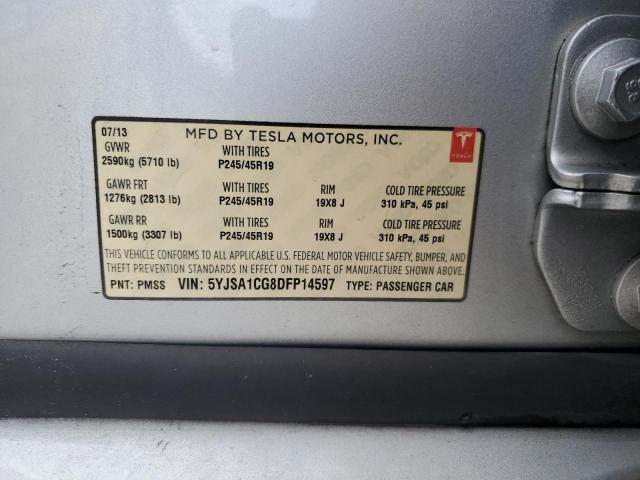 07/13 MFD BY TESLA MOTORS, INC.
GVWR WITH TIRES
2590kg (5710 lb) P245/45R19
TESLA
GAWR FRT WITH TIRES RIM COLD TIRE PRESSURE
1276kg (2813 lb) P245/45R19 19X8 J 310 kPa, 45 psi
GAWR RR WITH TIRES RIM COLD TIRE PRESSURE
1500kg (3307 lb) P245/45R19 19X8 J 310 kPa, 45 psi
THIS VEHICLE CONFORMS TO ALL APPLICABLE U.S. FEDERAL MOTOR VEHICLE SAFETY, BUMPER, AND
THEFT PREVENTION STANDARDS IN EFFECT ON THE DATE OF MANUFACTURE SHOWN ABOVE.
PNT: PMSS VIN: 5YJSA1CG8DFP14597 TYPE: PASSENGER CAR